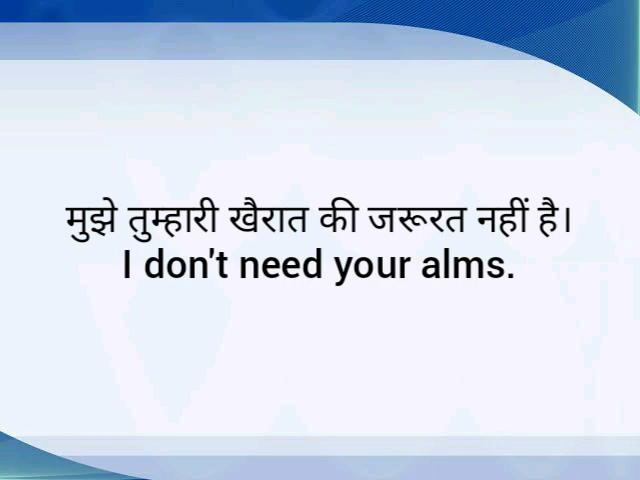 मुझे तुम्हारी खैरात की जरूरत नहीं है।
I don't need your alms.